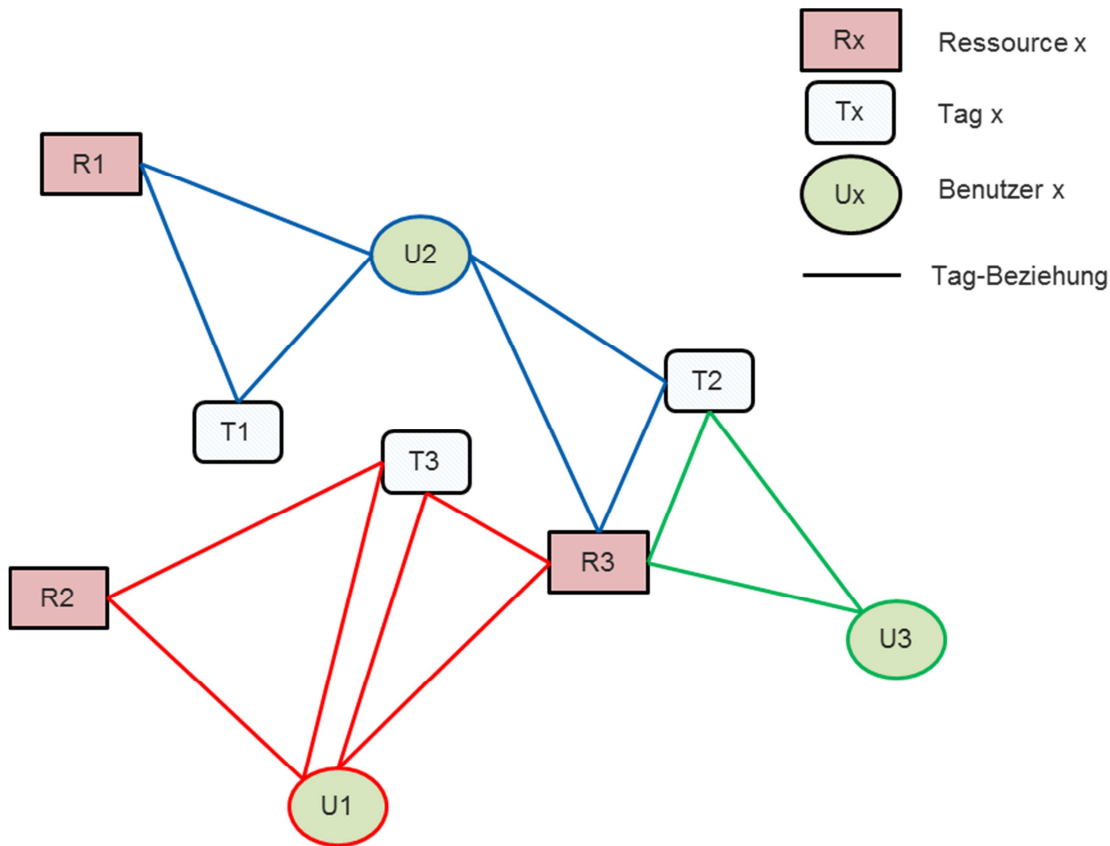 Rx Ressource x
Tx Tag x
Ux Benutzer x
Tag-Beziehung
R1
U2
T2
T1
T3
R3
R2
U3
U1